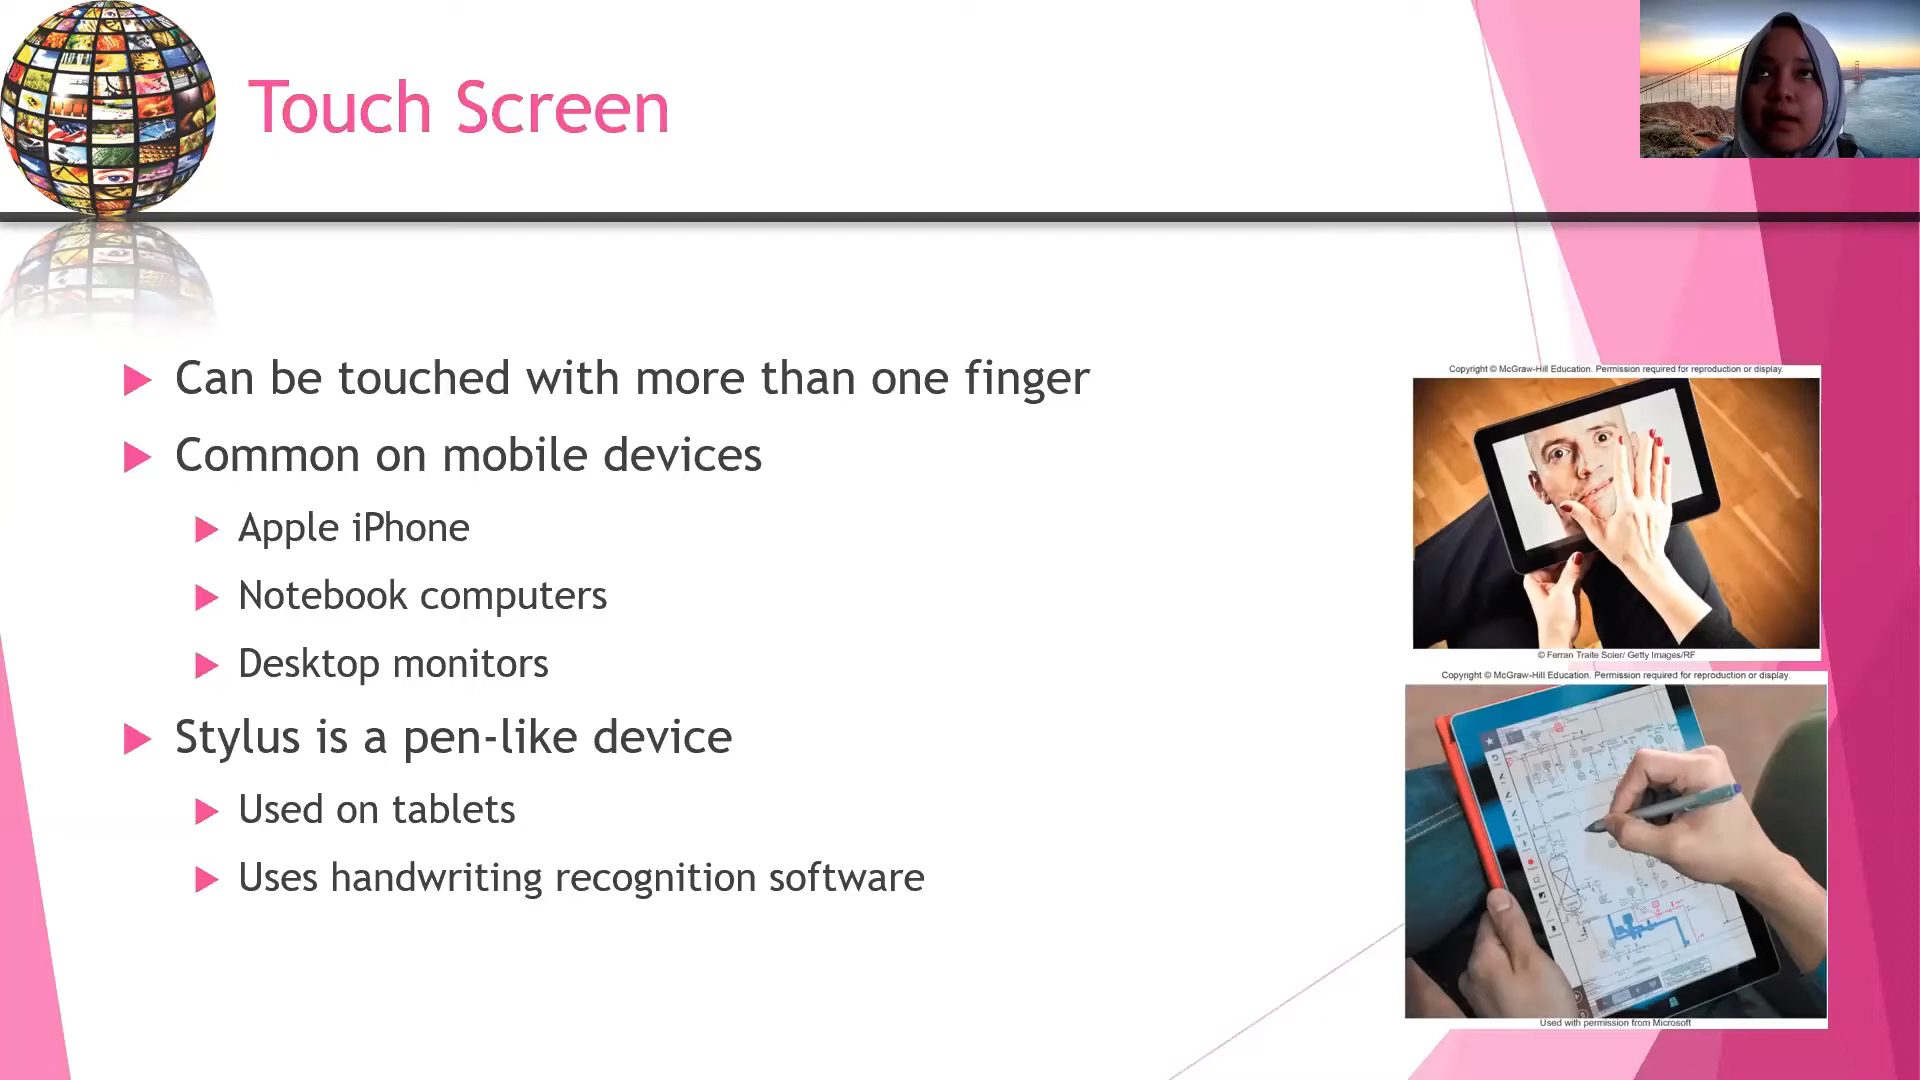 Touch Screen
Can be touched with more than one finger
Common on mobile devices
Apple iPhone
Notebook computers
Desktop monitors
Stylus is a pen-like device
Used on tablets
Uses handwriting recognition software
Copyright © McGraw-Hill Education. Permission required for reproduction or display.
© Ferran Traite Soler/ Getty Images/RF
Copyright © McGraw-Hill Education. Permission required for reproduction or display.
Used with permission from Microsoft